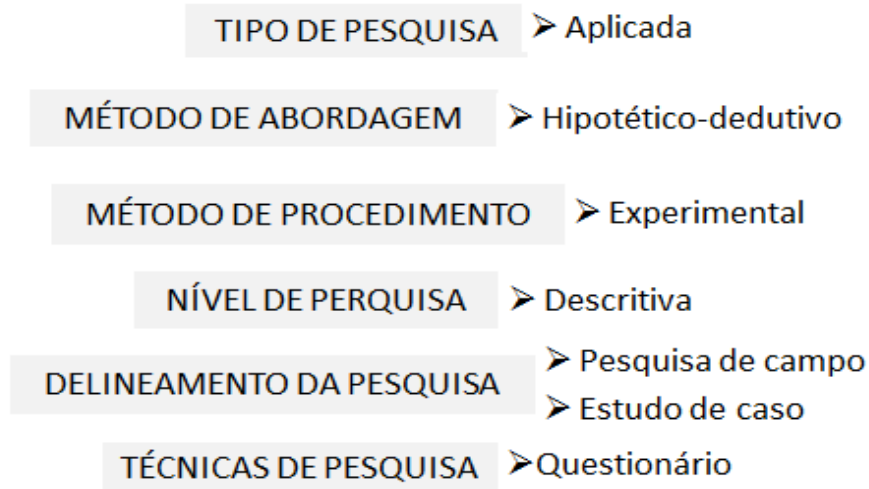 TIPO DE PESQUISA ➢ Aplicada
MÉTODO DE ABORDAGEM ➢ Hipotético-dedutivo
MÉTODO DE PROCEDIMENTO ➢ Experimental
NÍVEL DE PERQUISA ➢ Descritiva
DELINEAMENTO DA PESQUISA ➢ Pesquisa de campo
➢ Estudo de caso
TÉCNICAS DE PESQUISA ➢Questionário